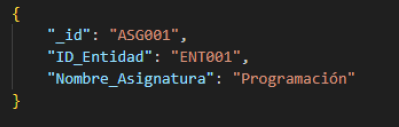 {
    "_id": "ASG001",
    "ID_Entidad": "ENT001",
    "Nombre_Asignatura": "Programación"
}